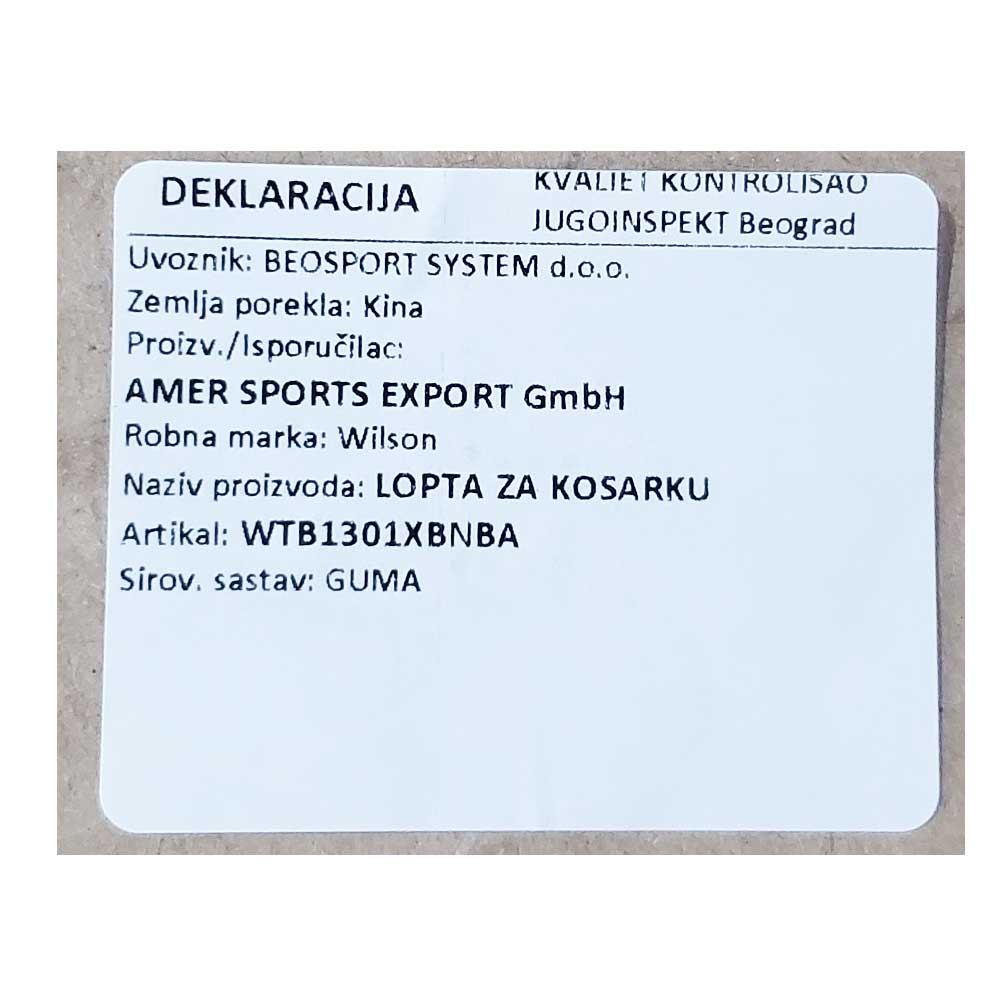 DEKLARACIJA
KVALIET KONTROLISAO
JUGOINSPEKT Beograd
Uvoznik: BEOSPORT SYSTEM d.o.o.
Zemlja porekla: Kina
Proizv./Isporučilac:
AMER SPORTS EXPORT GmbH
Robna marka: Wilson
Naziv proizvoda: LOPTA ZA KOSARKU
Artikal: WTB1301XBNBA
Sirov. sastav: GUMA